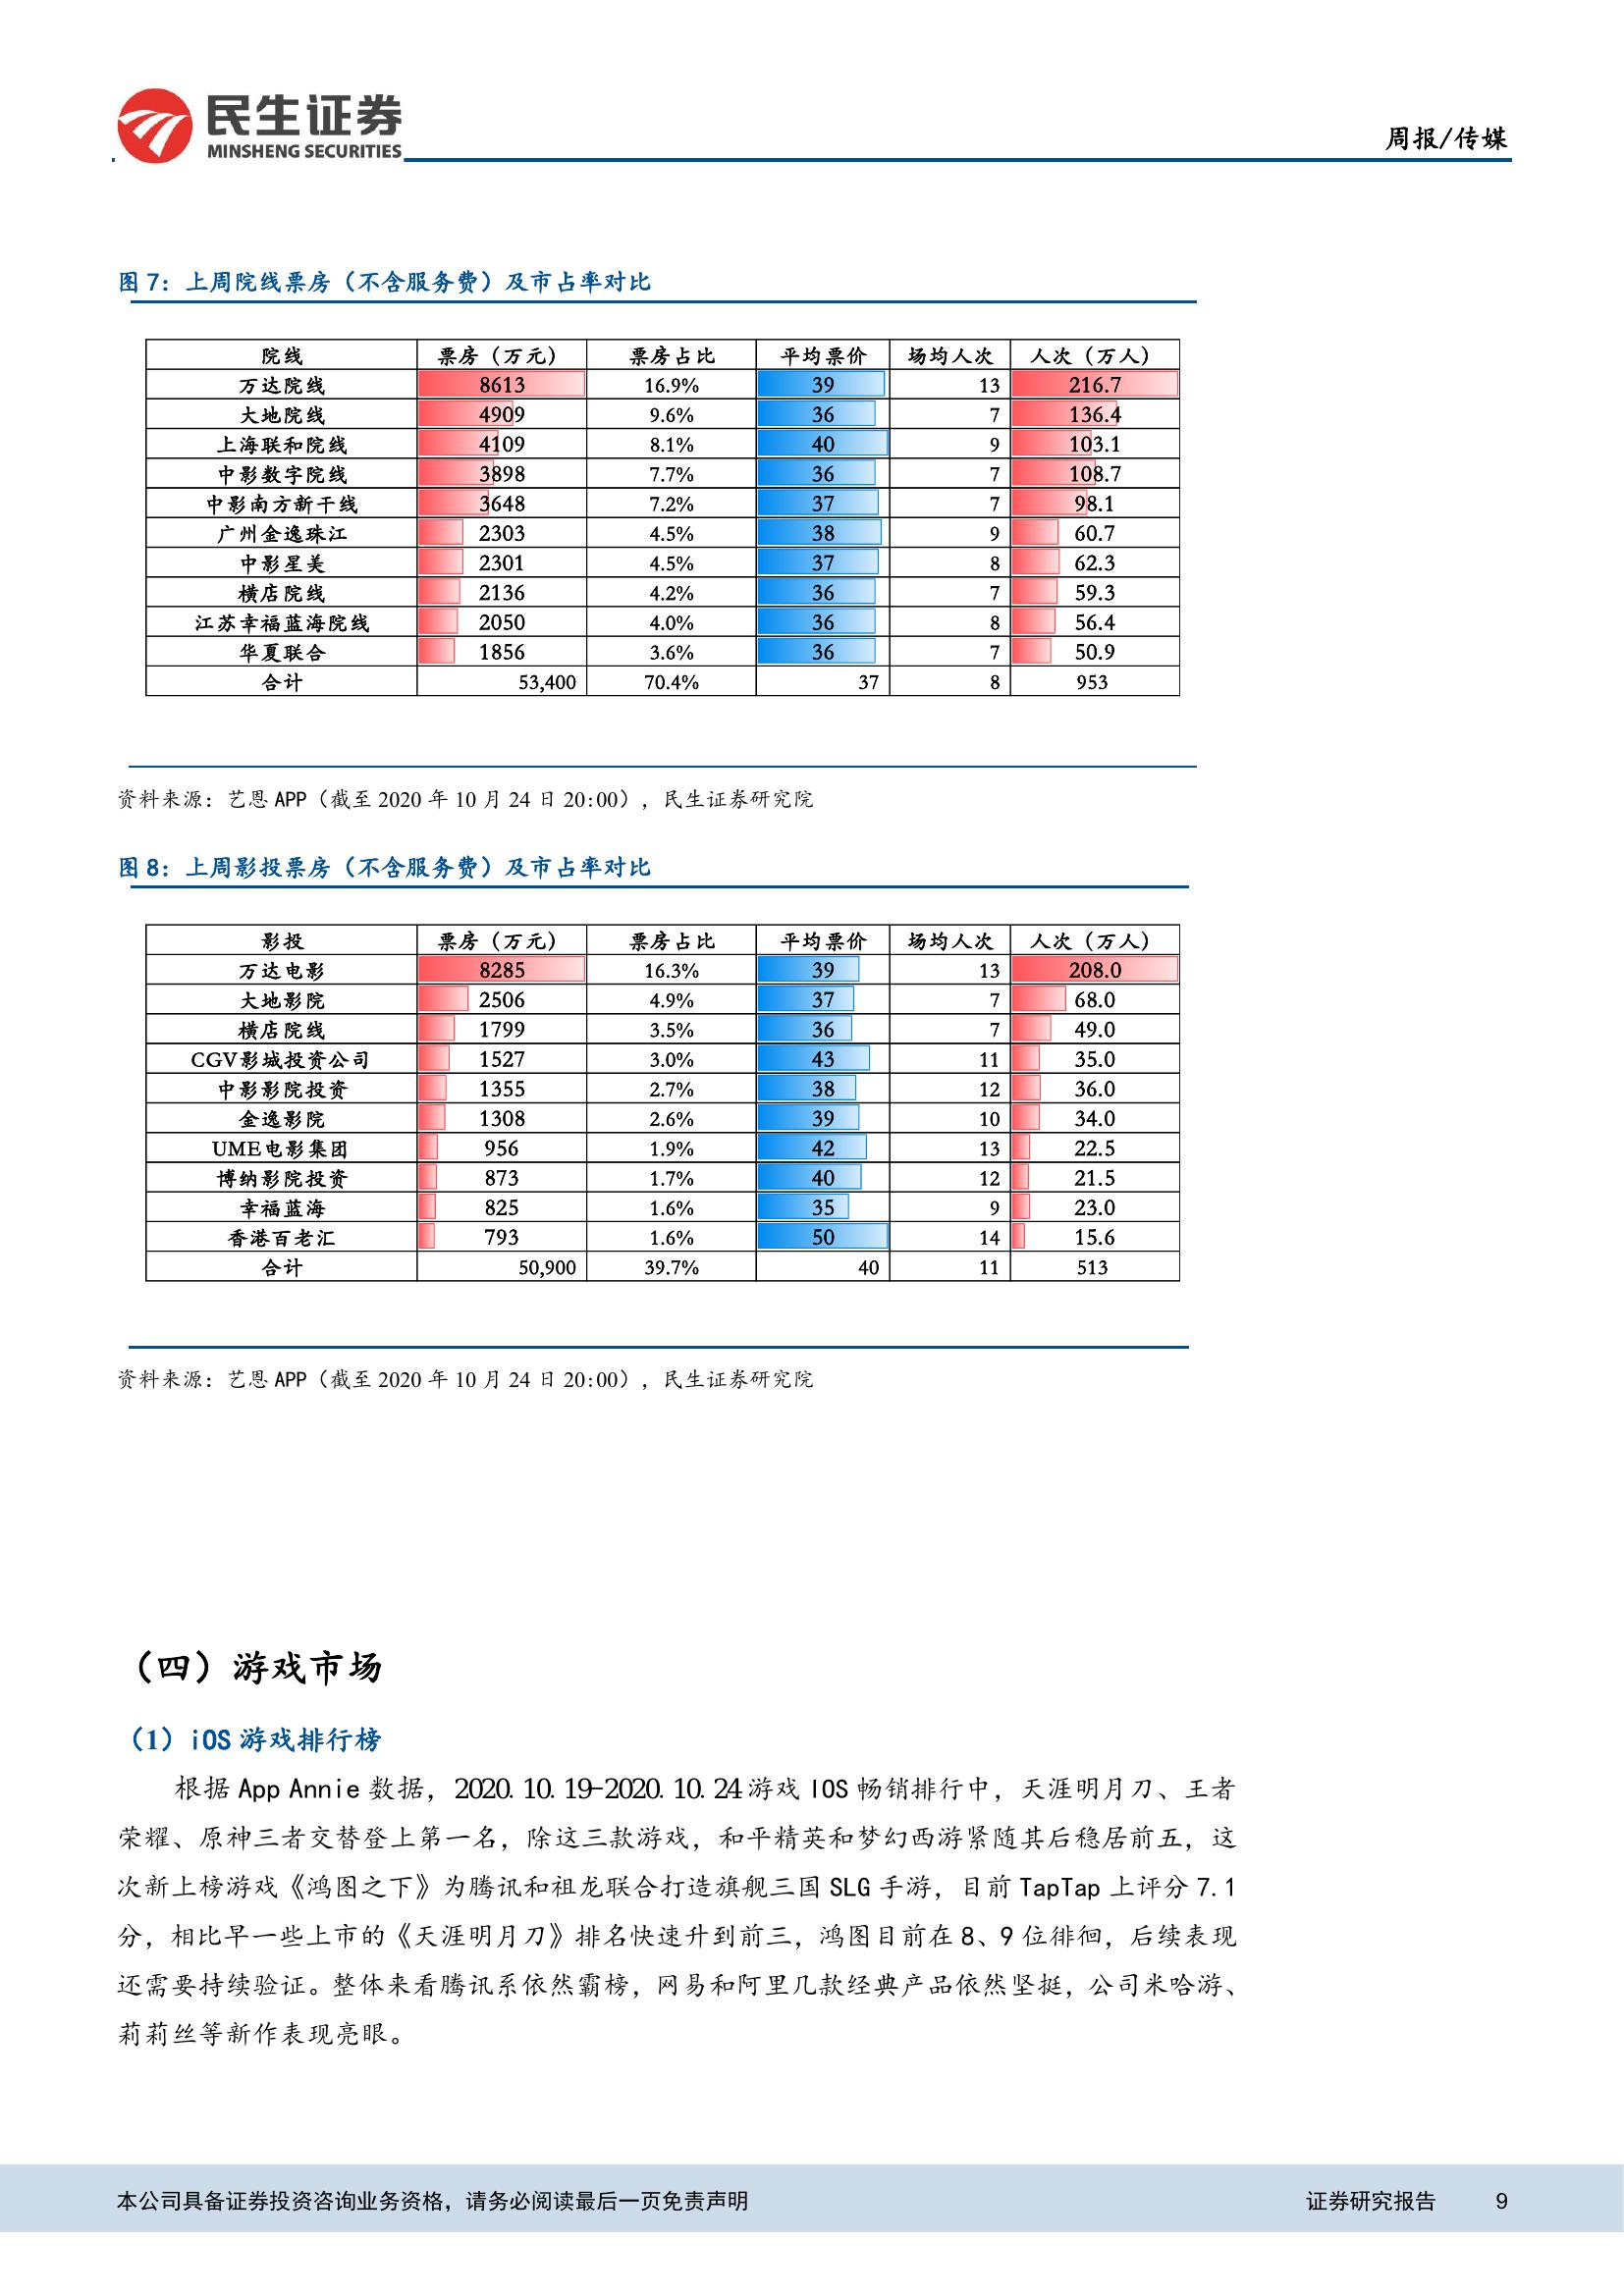 民生证券
MINSHENG SECURITIES
周报/传媒
图 7：上周院线票房（不含服务费）及市占率对比
院线 票房（万元） 票房占比 平均票价 场均人次 人次（万人）
万达院线 8613 16.9% 39 13 216.7
大地院线 4909 9.6% 36 7 136.4
上海联和院线 4109 8.1% 40 9 103.1
中影数字院线 3898 7.7% 36 7 108.7
中影南方新干线 3648 7.2% 37 7 98.1
广州金逸珠江 2303 4.5% 38 9 60.7
中影星美 2301 4.5% 37 8 62.3
横店院线 2136 4.2% 36 7 59.3
江苏幸福蓝海院线 2050 4.0% 36 8 56.4
华夏联合 1856 3.6% 36 7 50.9
合计 53,400 70.4% 37 8 953
资料来源：艺恩 APP（截至 2020 年 10 月 24 日 20:00），民生证券研究院
图 8：上周影投票房（不含服务费）及市占率对比
影投 票房（万元） 票房占比 平均票价 场均人次 人次（万人）
万达电影 8285 16.3% 39 13 208.0
大地影院 2506 4.9% 37 7 68.0
横店院线 1799 3.5% 36 7 49.0
CGV影城投资公司 1527 3.0% 43 11 35.0
中影影院投资 1355 2.7% 38 12 36.0
金逸影院 1308 2.6% 39 10 34.0
UME电影集团 956 1.9% 42 13 22.5
博纳影院投资 873 1.7% 40 12 21.5
幸福蓝海 825 1.6% 35 9 23.0
香港百老汇 793 1.6% 50 14 15.6
合计 50,900 39.7% 40 11 513
资料来源：艺恩 APP（截至 2020 年 10 月 24 日 20:00），民生证券研究院
（四）游戏市场
（1）iOS 游戏排行榜
根据 App Annie 数据，2020.10.19-2020.10.24 游戏 IOS 畅销排行中，天涯明月刀、王者
荣耀、原神三者交替登上第一名，除这三款游戏，和平精英和梦幻西游紧随其后稳居前五，这
次新上榜游戏《鸿图之下》为腾讯和祖龙联合打造旗舰三国 SLG 手游，目前 TapTap 上评分 7.1
分，相比早一些上市的《天涯明月刀》排名快速升到前三，鸿图目前在 8、9 位徘徊，后续表现
还需要持续验证。整体来看腾讯系依然霸榜，网易和阿里几款经典产品依然坚挺，公司米哈游、
莉莉丝等新作表现亮眼。
本公司具备证券投资咨询业务资格，请务必阅读最后一页免责声明 证券研究报告 9